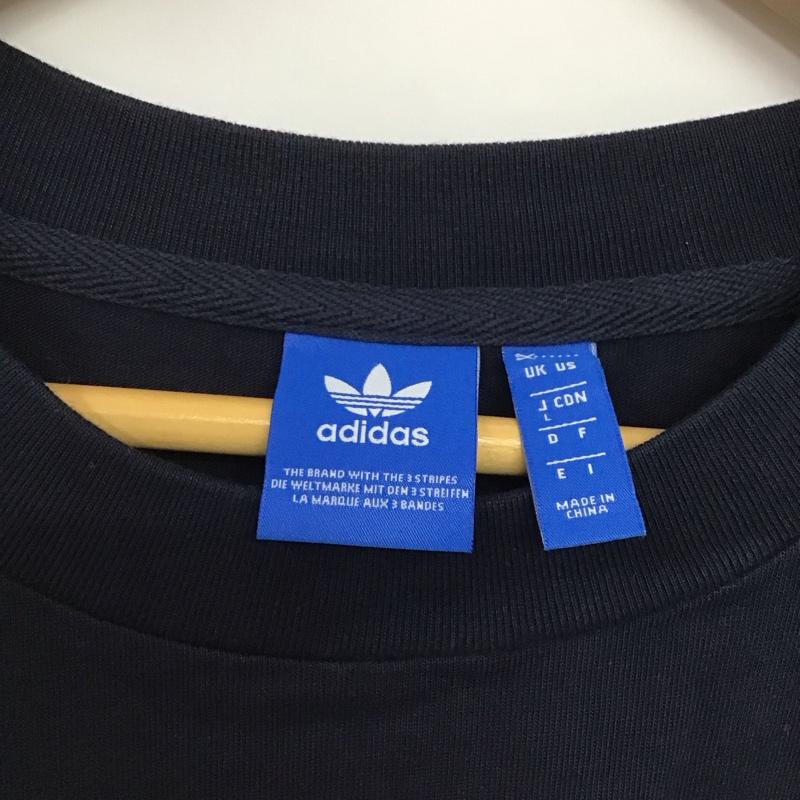 adidas
THE BRAND WITH THE 3 STRIPES
DIE WELTMARKE MIT DEN 3 STREIFEN
LA MARQUE AUX 3 BANDES
UK US
J CDN
L
D F
E I
MADE IN
CHINA